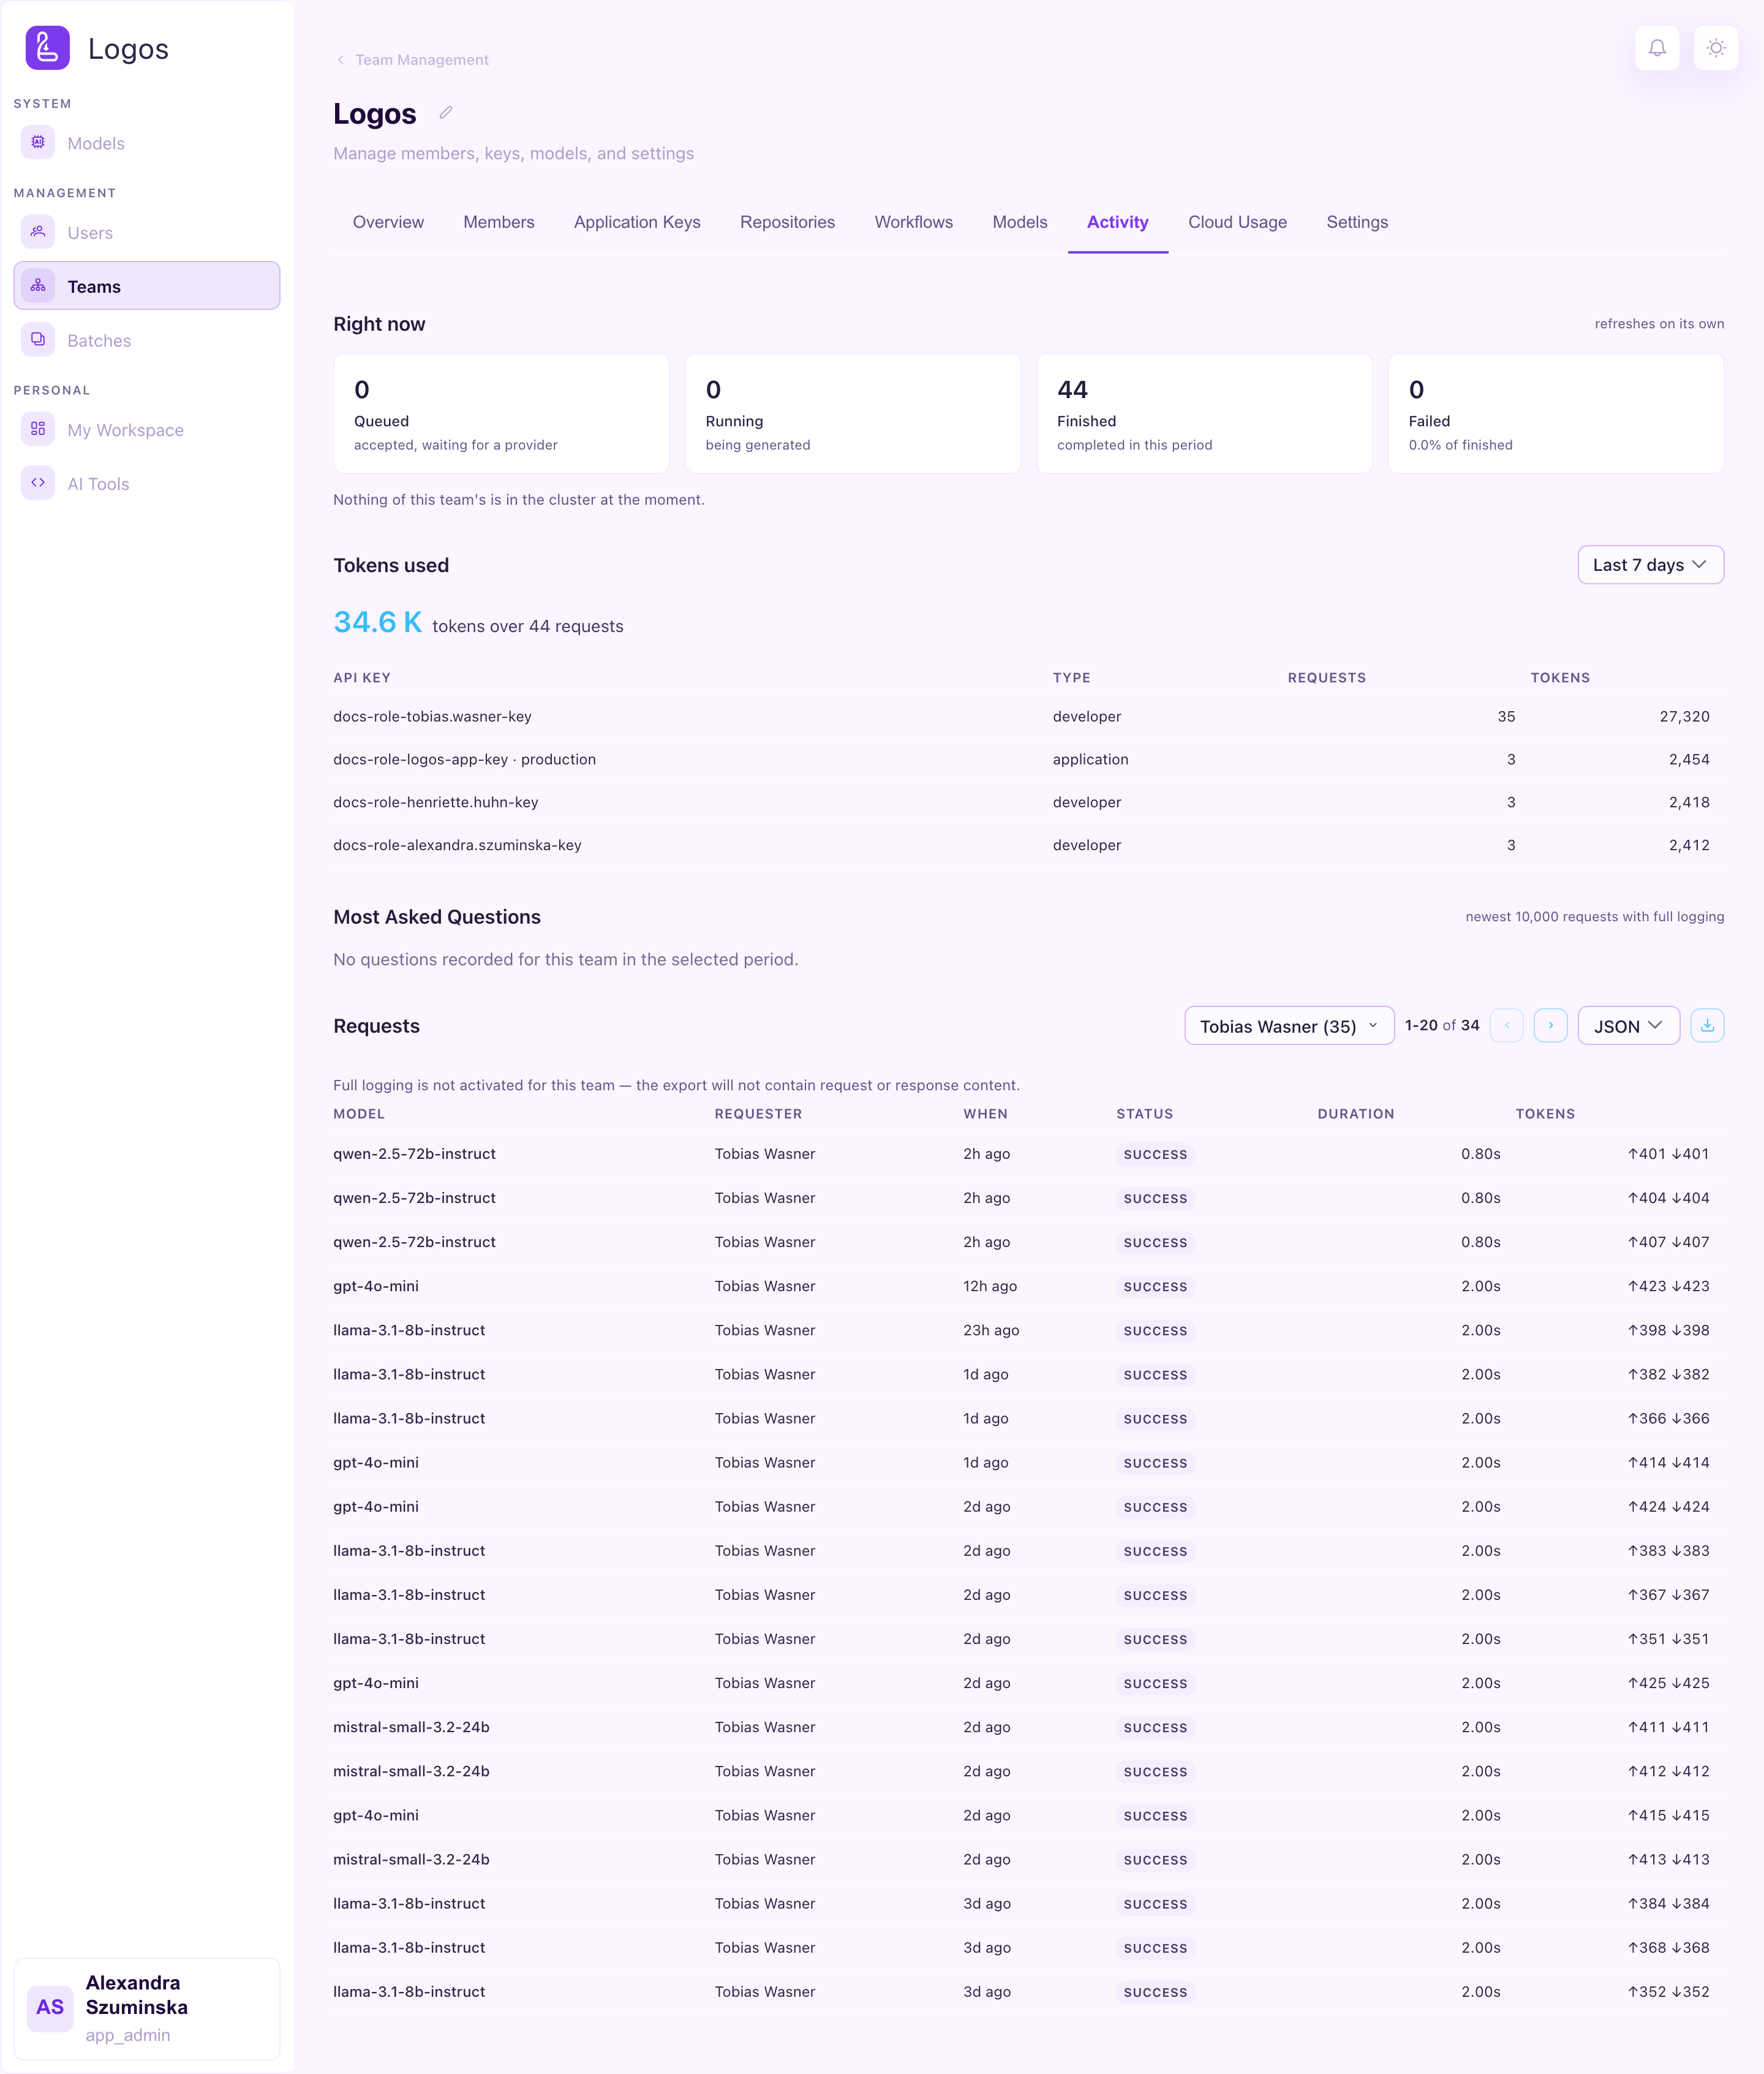 Logos
SYSTEM
Models
MANAGEMENT
Users
Teams
Batches
PERSONAL
My Workspace
AI Tools
Team Management
Logos
Manage members, keys, models, and settings
Overview Members Application Keys Repositories Workflows Models Activity Cloud Usage Settings
Right now refreshes on its own
0 0 44 0
Queued Running Finished Failed
accepted, waiting for a provider being generated completed in this period 0.0% of finished
Nothing of this team's is in the cluster at the moment.
Tokens used Last 7 days
34.6 K tokens over 44 requests
API KEY TYPE REQUESTS TOKENS
docs-role-tobias.wasner-key developer 35 27,320
docs-role-logos-app-key · production application 3 2,454
docs-role-henriette.huhn-key developer 3 2,418
docs-role-alexandra.szuminska-key developer 3 2,412
Most Asked Questions newest 10,000 requests with full logging
No questions recorded for this team in the selected period.
Requests Tobias Wasner (35) 1-20 of 34 JSON
Full logging is not activated for this team — the export will not contain request or response content.
MODEL REQUESTER WHEN STATUS DURATION TOKENS
qwen-2.5-72b-instruct Tobias Wasner 2h ago SUCCESS 0.80s ↑401 ↓401
qwen-2.5-72b-instruct Tobias Wasner 2h ago SUCCESS 0.80s ↑404 ↓404
qwen-2.5-72b-instruct Tobias Wasner 2h ago SUCCESS 0.80s ↑407 ↓407
gpt-4o-mini Tobias Wasner 12h ago SUCCESS 2.00s ↑423 ↓423
llama-3.1-8b-instruct Tobias Wasner 23h ago SUCCESS 2.00s ↑398 ↓398
llama-3.1-8b-instruct Tobias Wasner 1d ago SUCCESS 2.00s ↑382 ↓382
llama-3.1-8b-instruct Tobias Wasner 1d ago SUCCESS 2.00s ↑366 ↓366
gpt-4o-mini Tobias Wasner 1d ago SUCCESS 2.00s ↑414 ↓414
gpt-4o-mini Tobias Wasner 2d ago SUCCESS 2.00s ↑424 ↓424
llama-3.1-8b-instruct Tobias Wasner 2d ago SUCCESS 2.00s ↑383 ↓383
llama-3.1-8b-instruct Tobias Wasner 2d ago SUCCESS 2.00s ↑367 ↓367
llama-3.1-8b-instruct Tobias Wasner 2d ago SUCCESS 2.00s ↑351 ↓351
gpt-4o-mini Tobias Wasner 2d ago SUCCESS 2.00s ↑425 ↓425
mistral-small-3.2-24b Tobias Wasner 2d ago SUCCESS 2.00s ↑411 ↓411
mistral-small-3.2-24b Tobias Wasner 2d ago SUCCESS 2.00s ↑412 ↓412
gpt-4o-mini Tobias Wasner 2d ago SUCCESS 2.00s ↑415 ↓415
mistral-small-3.2-24b Tobias Wasner 2d ago SUCCESS 2.00s ↑413 ↓413
llama-3.1-8b-instruct Tobias Wasner 3d ago SUCCESS 2.00s ↑384 ↓384
llama-3.1-8b-instruct Tobias Wasner 3d ago SUCCESS 2.00s ↑368 ↓368
llama-3.1-8b-instruct Tobias Wasner 3d ago SUCCESS 2.00s ↑352 ↓352
AS
Alexandra
Szuminska
app_admin